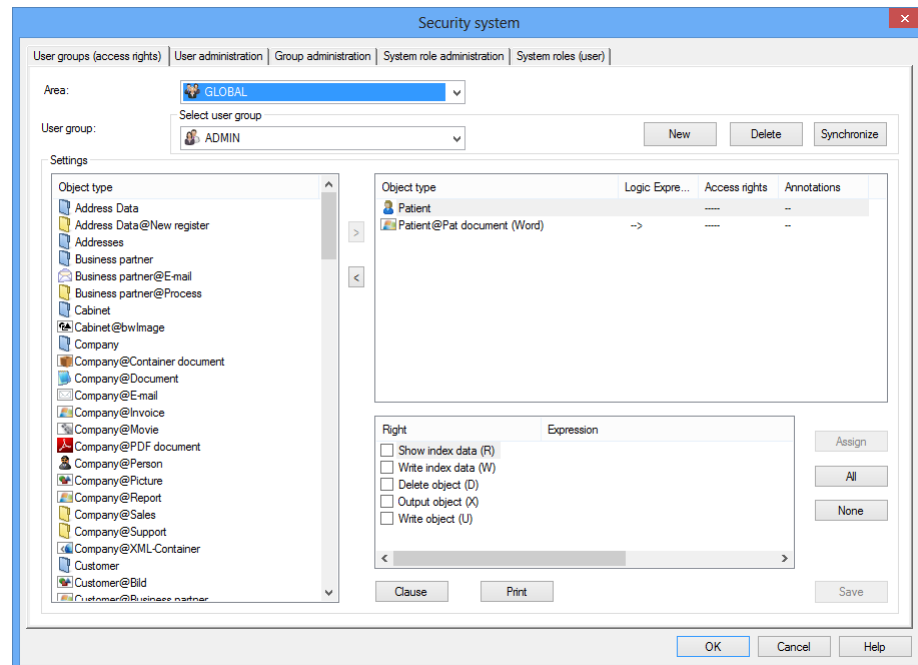 Security system
User groups (access rights) User administration Group administration System role administration System roles (user)
Area:
GLOBAL
Select user group
User group:
ADMIN
New Delete Synchronize
Settings
Object type
Address Data
Address Data@New register
Addresses
Business partner
Business partner@E-mail
Business partner@Process
Cabinet
Cabinet@bwImage
Company
Company@Container document
Company@Document
Company@E-mail
Company@Invoice
Company@Movie
Company@PDF document
Company@Person
Company@Picture
Company@Report
Company@Sales
Company@Support
Company@XML-Container
Customer
Customer@Bild
Customer@Business partner
>
<
Object type Logic Expre... Access rights Annotations
Patient ----- --
Patient@Pat document (Word) --> ----- --
Right Expression
Show index data (R)
Write index data (W)
Delete object (D)
Output object (X)
Write object (U)
Assign
All
None
Clause Print Save
OK Cancel Help